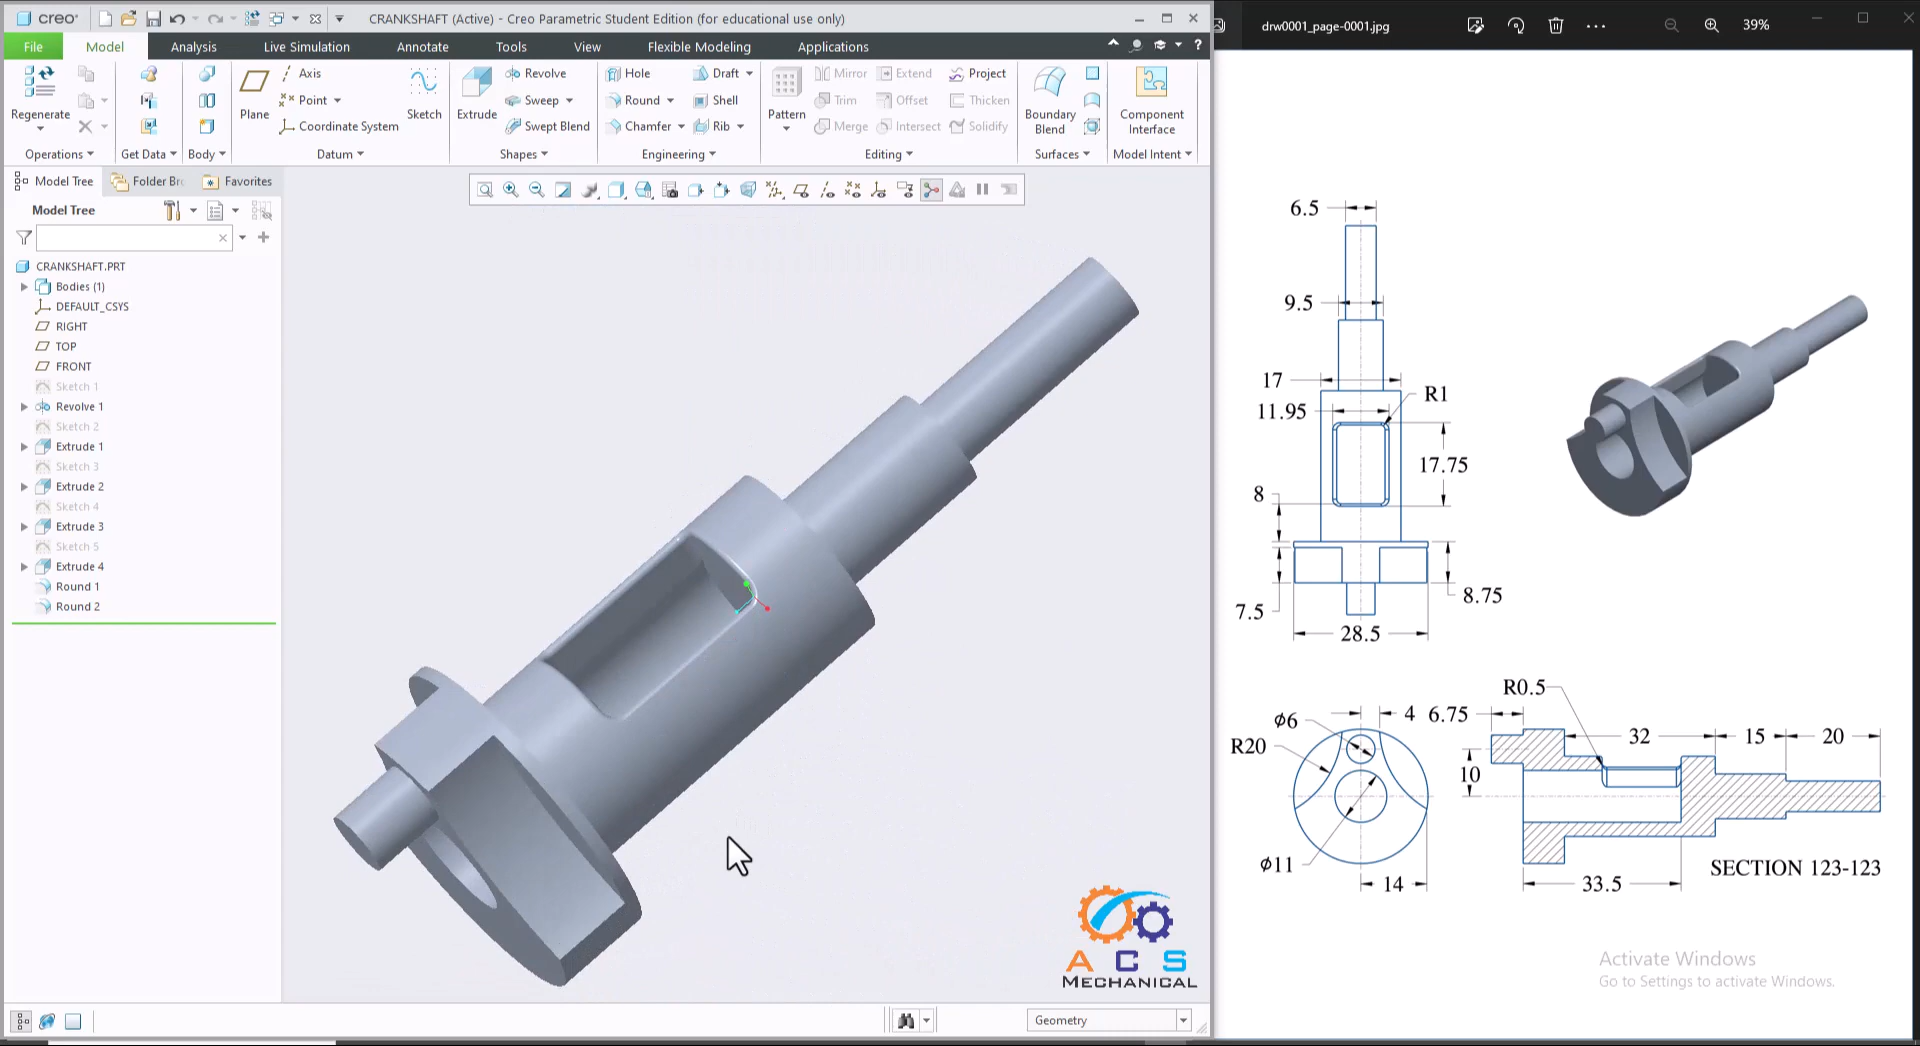 creo®
CRANKSHAFT (Active) - Creo Parametric Student Edition (for educational use only)
File
Model
Analysis
Live Simulation
Annotate
Tools
View
Flexible Modeling
Applications
Regenerate
Operations
Get Data
Body
Plane
Axis
Point
Coordinate System
Sketch
Datum
Extrude
Revolve
Sweep
Swept Blend
Shapes
Hole
Round
Chamfer
Draft
Shell
Rib
Engineering
Pattern
Mirror
Trim
Merge
Extend
Offset
Intersect
Project
Thicken
Solidify
Editing
Boundary
Blend
Surfaces
Component
Interface
Model Intent
Model Tree
Folder Brc
Favorites
Model Tree
CRANKSHAFT.PRT
Bodies (1)
DEFAULT_CSYS
RIGHT
TOP
FRONT
Sketch 1
Revolve 1
Sketch 2
Extrude 1
Sketch 3
Extrude 2
Sketch 4
Extrude 3
Sketch 5
Extrude 4
Round 1
Round 2
ACS
MECHANICAL
Geometry
drw0001_page-0001.jpg
39%
6.5
9.5
17
11.95
R1
17.75
8
7.5
8.75
28.5
R0.5
ϕ6
4
6.75
R20
32
15
20
10
ϕ11
14
33.5
SECTION 123-123
Activate Windows
Go to Settings to activate Windows.